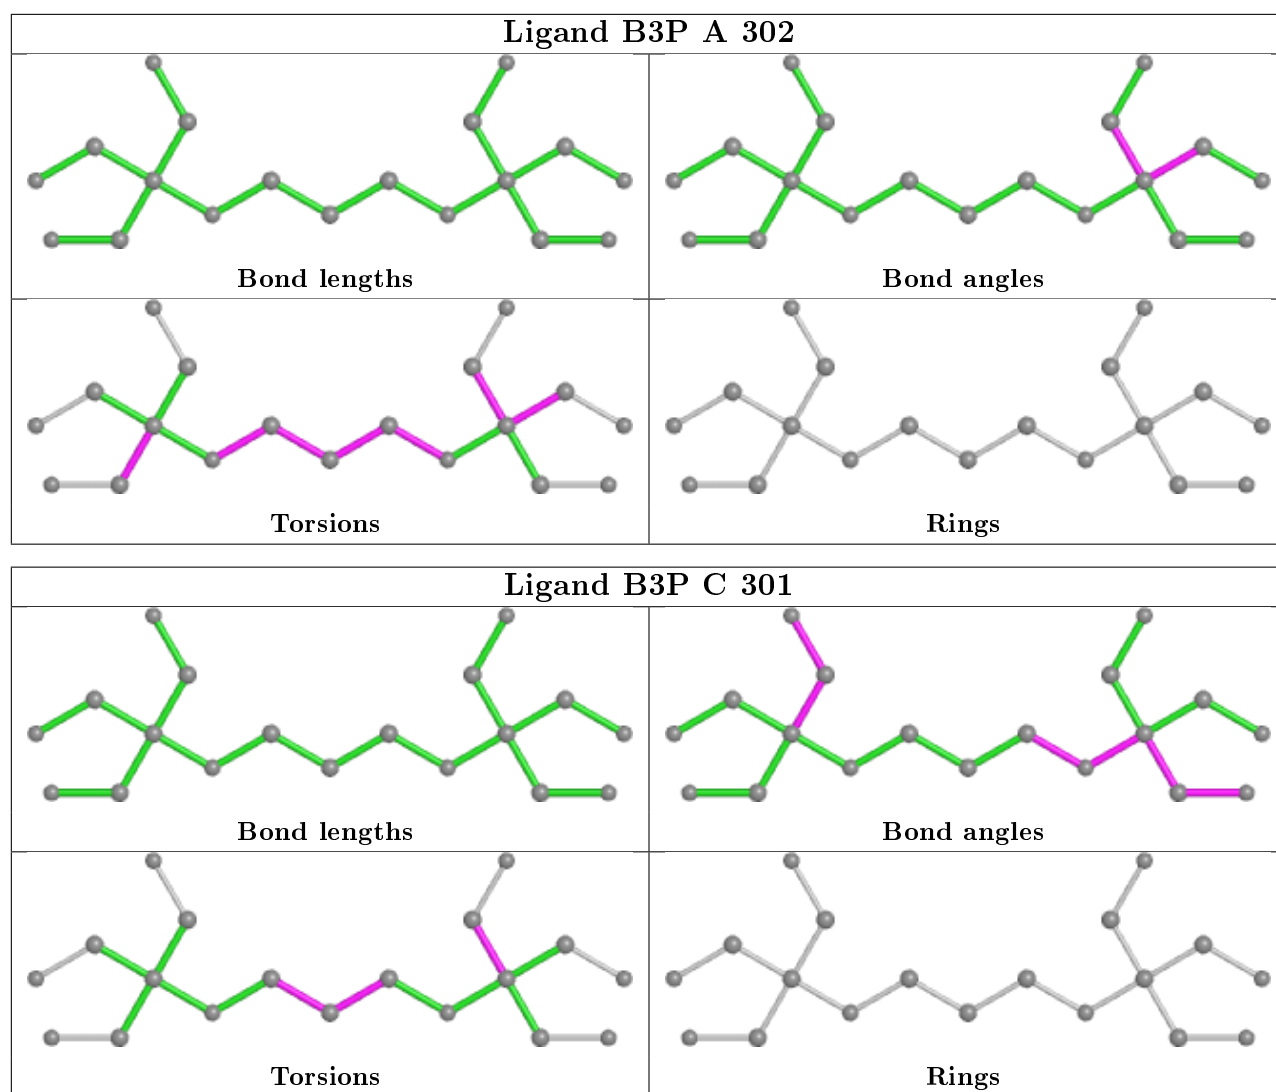 Ligand B3P A 302
Bond lengths
Bond angles
Torsions
Rings
Ligand B3P C 301
Bond lengths
Bond angles
Torsions
Rings